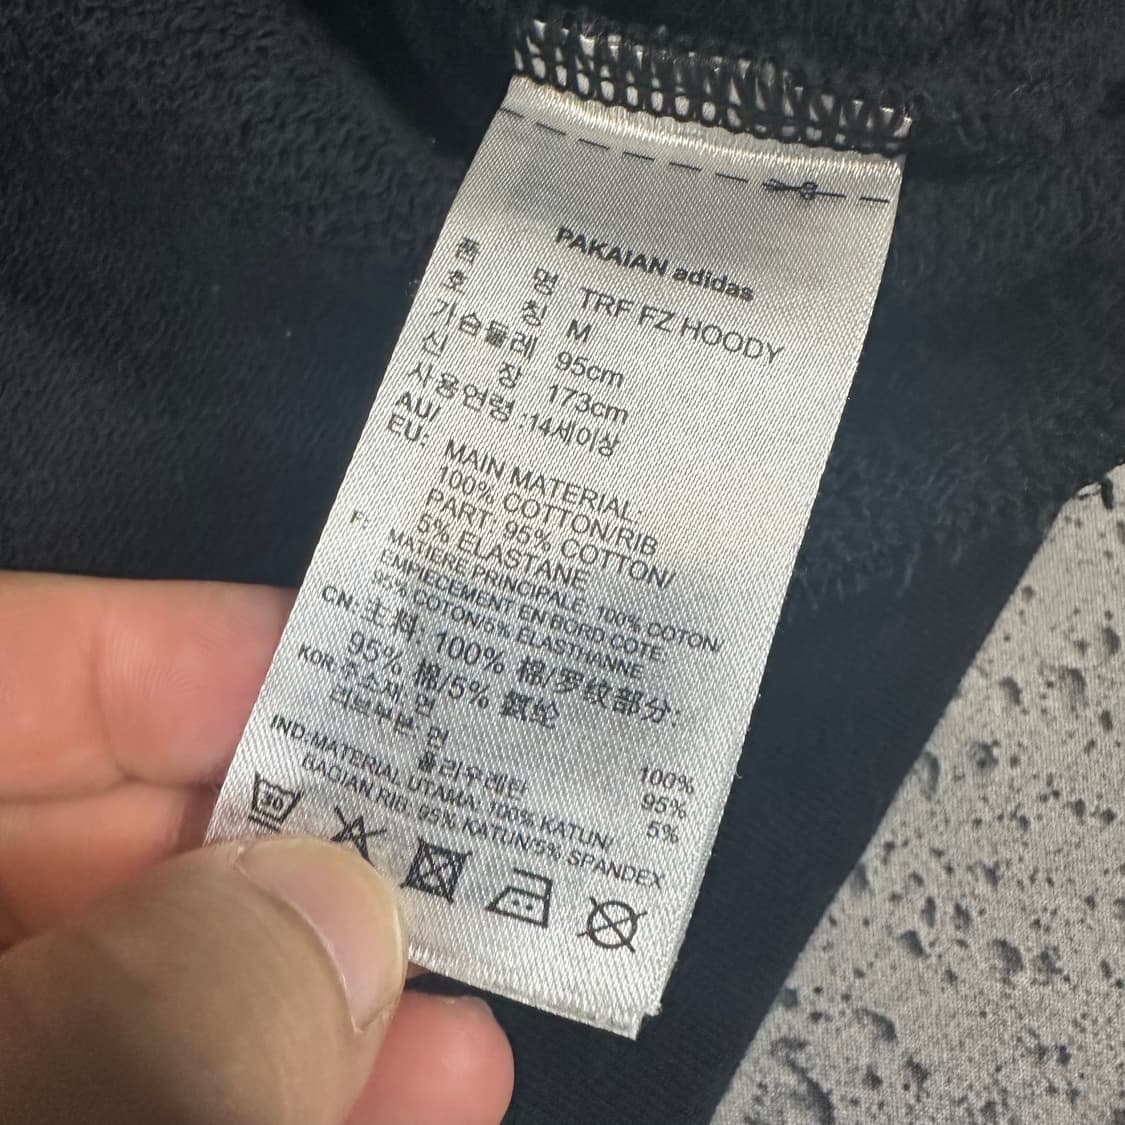 PAKAIAN adidas
품 명 TRF FZ HOODY
호 칭 M
가슴둘레 95cm
신 장 173cm
사용연령 :14세이상
AU/
EU: MAIN MATERIAL:
100% COTTON/RIB
PART: 95% COTTON/
5% ELASTANE
F: MATIERE PRINCIPALE: 100% COTON/
EMPIECEMENT EN BORD COTE:
95% COTON/5% ELASTHANNE
CN: 主料: 100% 棉/罗纹部分:
95% 棉/5% 氨纶
KOR: 주소재 면 100%
리브부분 면 95%
폴리우레탄 5%
IND:MATERIAL UTAMA: 100% KATUN/
BAGIAN RIB: 95% KATUN/5% SPANDEX
30